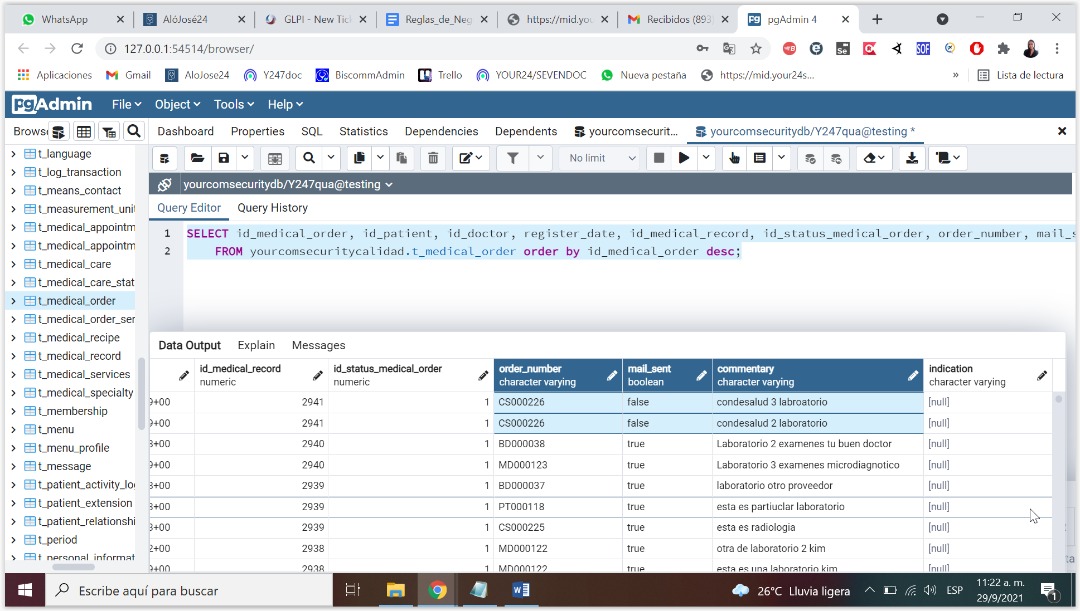 WhatsApp
AlóJosé24
GLPI - New Tick
Reglas_de_Neg
https://mid.you
Recibidos (893
pgAdmin 4
127.0.0.1:54514/browser/
Aplicaciones
Gmail
AloJose24
Y247doc
BiscommAdmin
Trello
YOUR24/SEVENDOC
Nueva pestaña
https://mid.your24s...
»
Lista de lectura
pgAdmin File Object Tools Help
Browse
Dashboard Properties SQL Statistics Dependencies Dependents yourcomsecurit... yourcomsecuritydb/Y247qua@testing *
No limit
yourcomsecuritydb/Y247qua@testing
Query Editor Query History
1 SELECT id_medical_order, id_patient, id_doctor, register_date, id_medical_record, id_status_medical_order, order_number, mail_s
2 FROM yourcomsecuritycalidad.t_medical_order order by id_medical_order desc;
t_language
t_log_transaction
t_means_contact
t_measurement_unit
t_medical_appointm
t_medical_appointm
t_medical_care
t_medical_care_stat
t_medical_order
t_medical_order_ser
t_medical_recipe
t_medical_record
t_medical_services
t_medical_specialty
t_membership
t_menu
t_menu_profile
t_message
t_patient_activity_lo
t_patient_extension
t_patient_relationshi
t_period
t_personal_informat
Data Output Explain Messages
id_medical_record id_status_medical_order order_number mail_sent commentary indication
numeric numeric character varying boolean character varying character varying
9+00 2941 1 CS000226 false condesalud 3 labroatorio [null]
9+00 2941 1 CS000226 false condesalud 2 laboratorio [null]
8+00 2940 1 BD000038 true Laboratorio 2 examenes tu buen doctor [null]
9+00 2940 1 MD000123 true Laboratorio 3 examenes microdiagnotico [null]
8+00 2939 1 BD000037 true laboratorio otro proveedor [null]
3+00 2939 1 PT000118 true esta es partiuclar laboratorio [null]
3+00 2939 1 CS000225 true esta es radiologia [null]
2+00 2938 1 MD000122 true otra de laboratorio 2 kim [null]
3+00 2938 1 MD000122 true esta es una laboratorio kim [null]
Escribe aquí para buscar
26°C Lluvia ligera
ESP
11:22 a. m.
29/9/2021
1